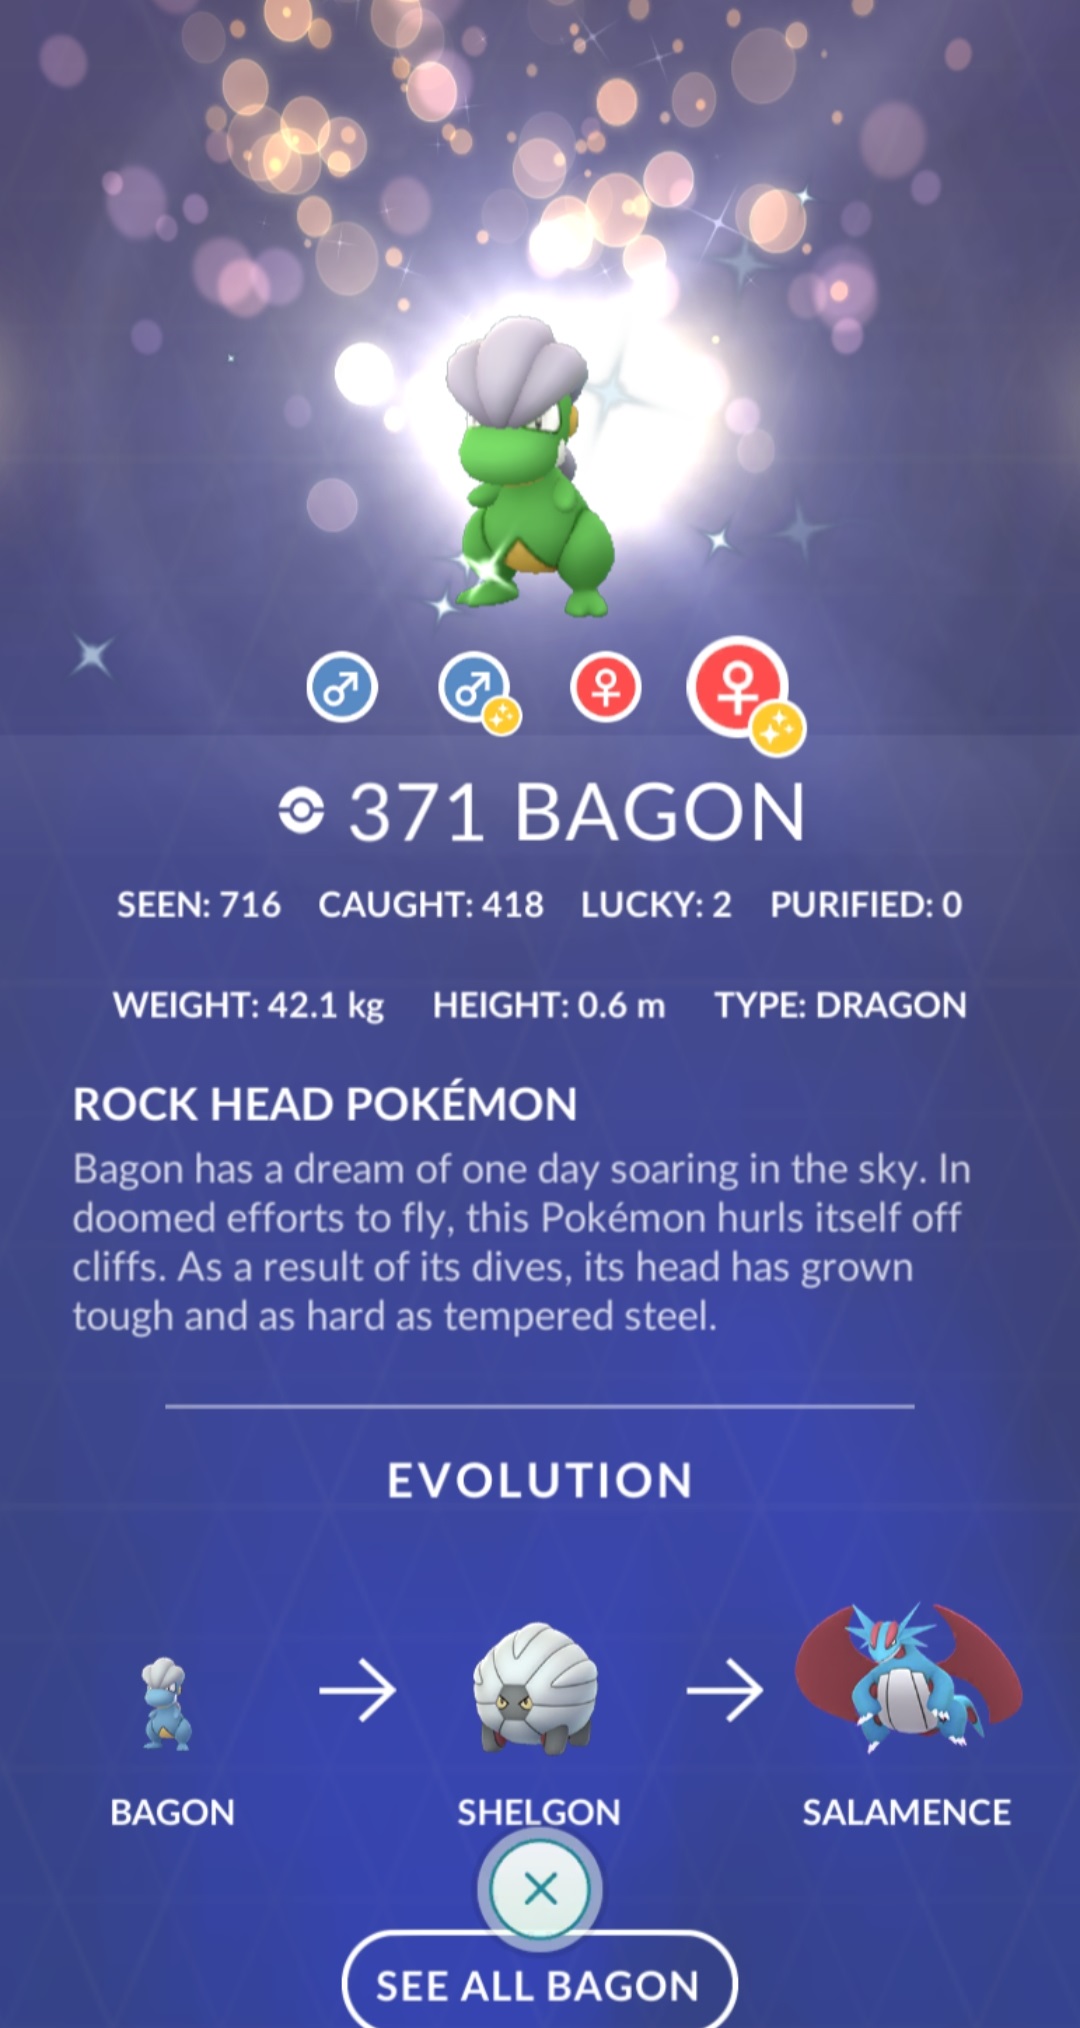 371 BAGON
SEEN: 716 CAUGHT: 418 LUCKY: 2 PURIFIED: 0
WEIGHT: 42.1 kg HEIGHT: 0.6 m TYPE: DRAGON
ROCK HEAD POKÉMON
Bagon has a dream of one day soaring in the sky. In
doomed efforts to fly, this Pokémon hurls itself off
cliffs. As a result of its dives, its head has grown
tough and as hard as tempered steel.
EVOLUTION
BAGON SHELGON SALAMENCE
SEE ALL BAGON